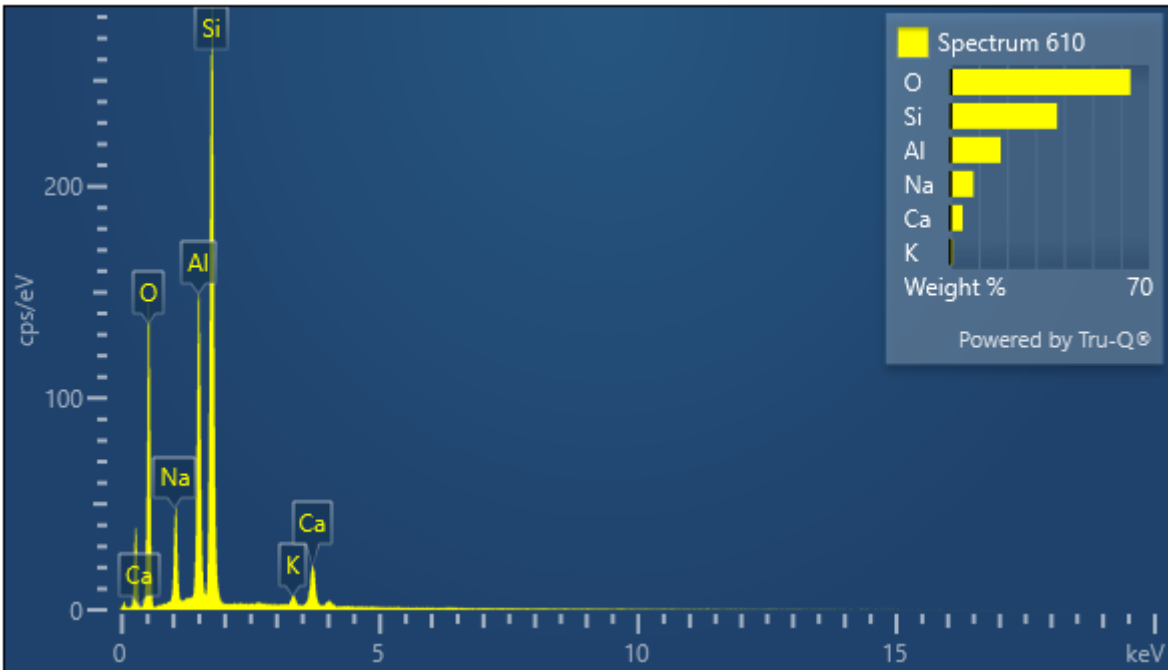 Si
Spectrum 610
O
Si
Al
Na
Ca
K
Weight % 70
Powered by Tru-Q®
200
Al
O
cps/eV
100
Na
Ca
K
Ca
0
0 5 10 15 keV